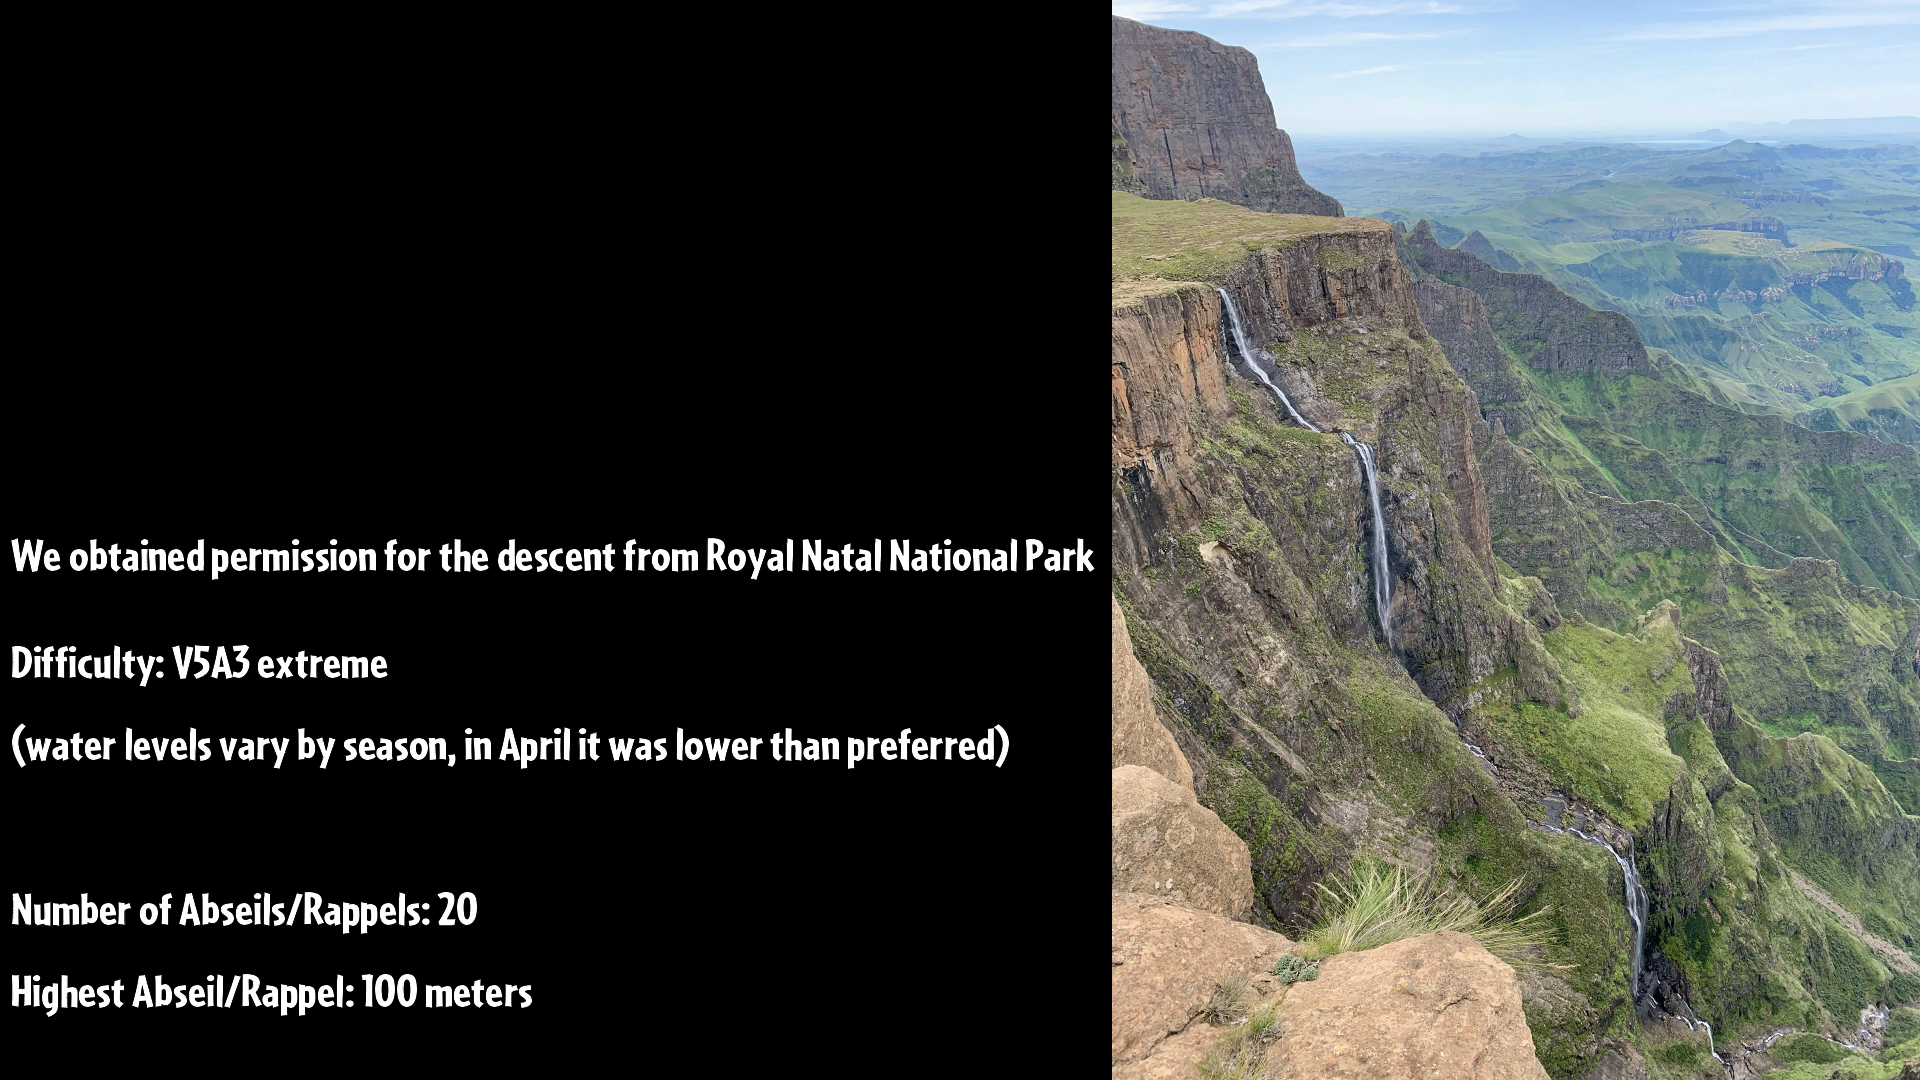 We obtained permission for the descent from Royal Natal National Park
Difficulty: V5A3 extreme
(water levels vary by season, in April it was lower than preferred)
Number of Abseils/Rappels: 20
Highest Abseil/Rappel: 100 meters